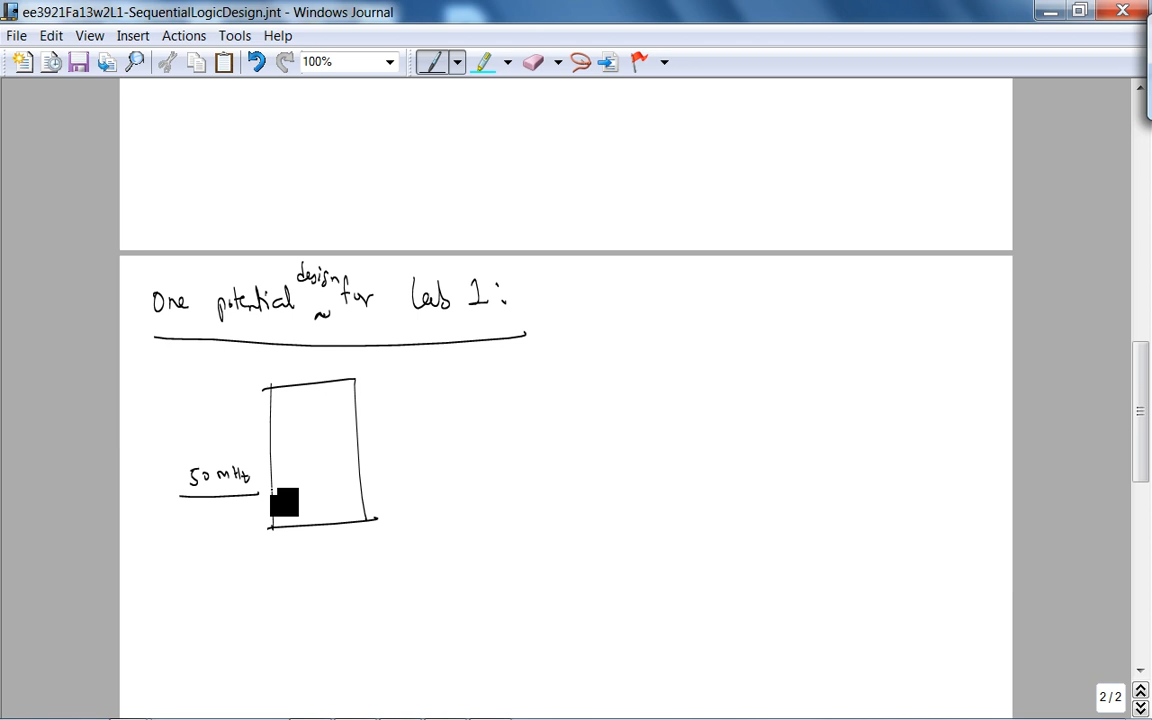 ee3921Fa13w2L1-SequentialLogicDesign.jnt - Windows Journal
File Edit View Insert Actions Tools Help
100%
design
One potential for Lab 1:
50 MHz
2 / 2